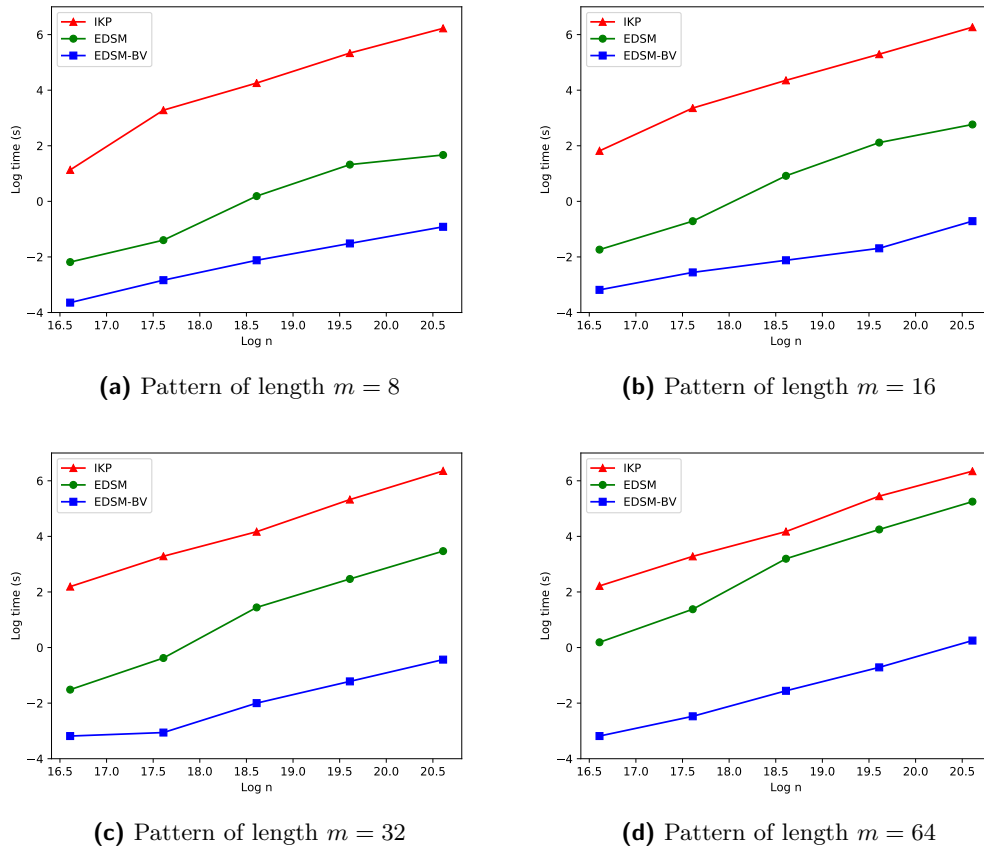 IKP
EDSM
EDSM-BV
Log time (s)
6
4
2
0
−2
−4
16.5 17.0 17.5 18.0 18.5 19.0 19.5 20.0 20.5
Log n
(a) Pattern of length m = 8
IKP
EDSM
EDSM-BV
Log time (s)
6
4
2
0
−2
−4
16.5 17.0 17.5 18.0 18.5 19.0 19.5 20.0 20.5
Log n
(b) Pattern of length m = 16
IKP
EDSM
EDSM-BV
Log time (s)
6
4
2
0
−2
−4
16.5 17.0 17.5 18.0 18.5 19.0 19.5 20.0 20.5
Log n
(c) Pattern of length m = 32
IKP
EDSM
EDSM-BV
Log time (s)
6
4
2
0
−2
−4
16.5 17.0 17.5 18.0 18.5 19.0 19.5 20.0 20.5
Log n
(d) Pattern of length m = 64